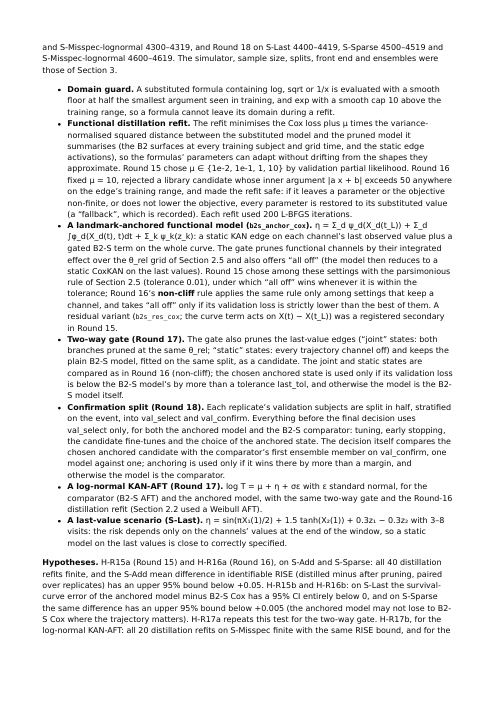 and S-Misspec-lognormal 4300–4319, and Round 18 on S-Last 4400–4419, S-Sparse 4500–4519 and
S-Misspec-lognormal 4600–4619. The simulator, sample size, splits, front end and ensembles were
those of Section 3.
• Domain guard. A substituted formula containing log, sqrt or 1/x is evaluated with a smooth
floor at half the smallest argument seen in training, and exp with a smooth cap 10 above the
training range, so a formula cannot leave its domain during a refit.
• Functional distillation refit. The refit minimises the Cox loss plus μ times the variance-
normalised squared distance between the substituted model and the pruned model it
summarises (the B2 surfaces at every training subject and grid time, and the static edge
activations), so the formulas’ parameters can adapt without drifting from the shapes they
approximate. Round 15 chose μ ∈ {1e-2, 1e-1, 1, 10} by validation partial likelihood. Round 16
fixed μ = 10, rejected a library candidate whose inner argument |a x + b| exceeds 50 anywhere
on the edge’s training range, and made the refit safe: if it leaves a parameter or the objective
non-finite, or does not lower the objective, every parameter is restored to its substituted value
(a “fallback”, which is recorded). Each refit used 200 L-BFGS iterations.
• A landmark-anchored functional model (b2s_anchor_cox). η = Σ_d ψ_d(X_d(t_L)) + Σ_d
∫φ_d(X_d(t), t)dt + Σ_k ψ_k(z_k): a static KAN edge on each channel’s last observed value plus a
gated B2-S term on the whole curve. The gate prunes functional channels by their integrated
effect over the θ_rel grid of Section 2.5 and also offers “all off” (the model then reduces to a
static CoxKAN on the last values). Round 15 chose among these settings with the parsimonious
rule of Section 2.5 (tolerance 0.01), under which “all off” wins whenever it is within the
tolerance; Round 16’s non-cliff rule applies the same rule only among settings that keep a
channel, and takes “all off” only if its validation loss is strictly lower than the best of them. A
residual variant (b2s_res_cox; the curve term acts on X(t) − X(t_L)) was a registered secondary
in Round 15.
• Two-way gate (Round 17). The gate also prunes the last-value edges (“joint” states: both
branches pruned at the same θ_rel; “static” states: every trajectory channel off) and keeps the
plain B2-S model, fitted on the same split, as a candidate. The joint and static states are
compared as in Round 16 (non-cliff); the chosen anchored state is used only if its validation loss
is below the B2-S model’s by more than a tolerance last_tol, and otherwise the model is the B2-
S model itself.
• Confirmation split (Round 18). Each replicate’s validation subjects are split in half, stratified
on the event, into val_select and val_confirm. Everything before the final decision uses
val_select only, for both the anchored model and the B2-S comparator: tuning, early stopping,
the candidate fine-tunes and the choice of the anchored state. The decision itself compares the
chosen anchored candidate with the comparator’s first ensemble member on val_confirm, one
model against one; anchoring is used only if it wins there by more than a margin, and
otherwise the model is the comparator.
• A log-normal KAN-AFT (Round 17). log T = μ + η + σε with ε standard normal, for the
comparator (B2-S AFT) and the anchored model, with the same two-way gate and the Round-16
distillation refit (Section 2.2 used a Weibull AFT).
• A last-value scenario (S-Last). η = sin(πX₁(1)/2) + 1.5 tanh(X₂(1)) + 0.3z₁ − 0.3z₂ with 3–8
visits: the risk depends only on the channels’ values at the end of the window, so a static
model on the last values is close to correctly specified.
Hypotheses. H-R15a (Round 15) and H-R16a (Round 16), on S-Add and S-Sparse: all 40 distillation
refits finite, and the S-Add mean difference in identifiable RISE (distilled minus after pruning, paired
over replicates) has an upper 95% bound below +0.05. H-R15b and H-R16b: on S-Last the survival-
curve error of the anchored model minus B2-S Cox has a 95% CI entirely below 0, and on S-Sparse
the same difference has an upper 95% bound below +0.005 (the anchored model may not lose to B2-
S Cox where the trajectory matters). H-R17a repeats this test for the two-way gate. H-R17b, for the
log-normal KAN-AFT: all 20 distillation refits on S-Misspec finite with the same RISE bound, and for the